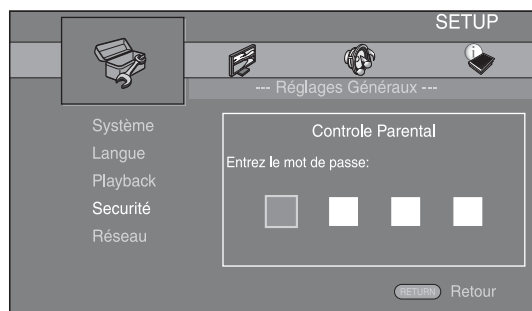 SETUP
--- Réglages Généraux ---
Système
Langue
Playback
Securité
Réseau
Controle Parental
Entrez le mot de passe:
RETURN Retour